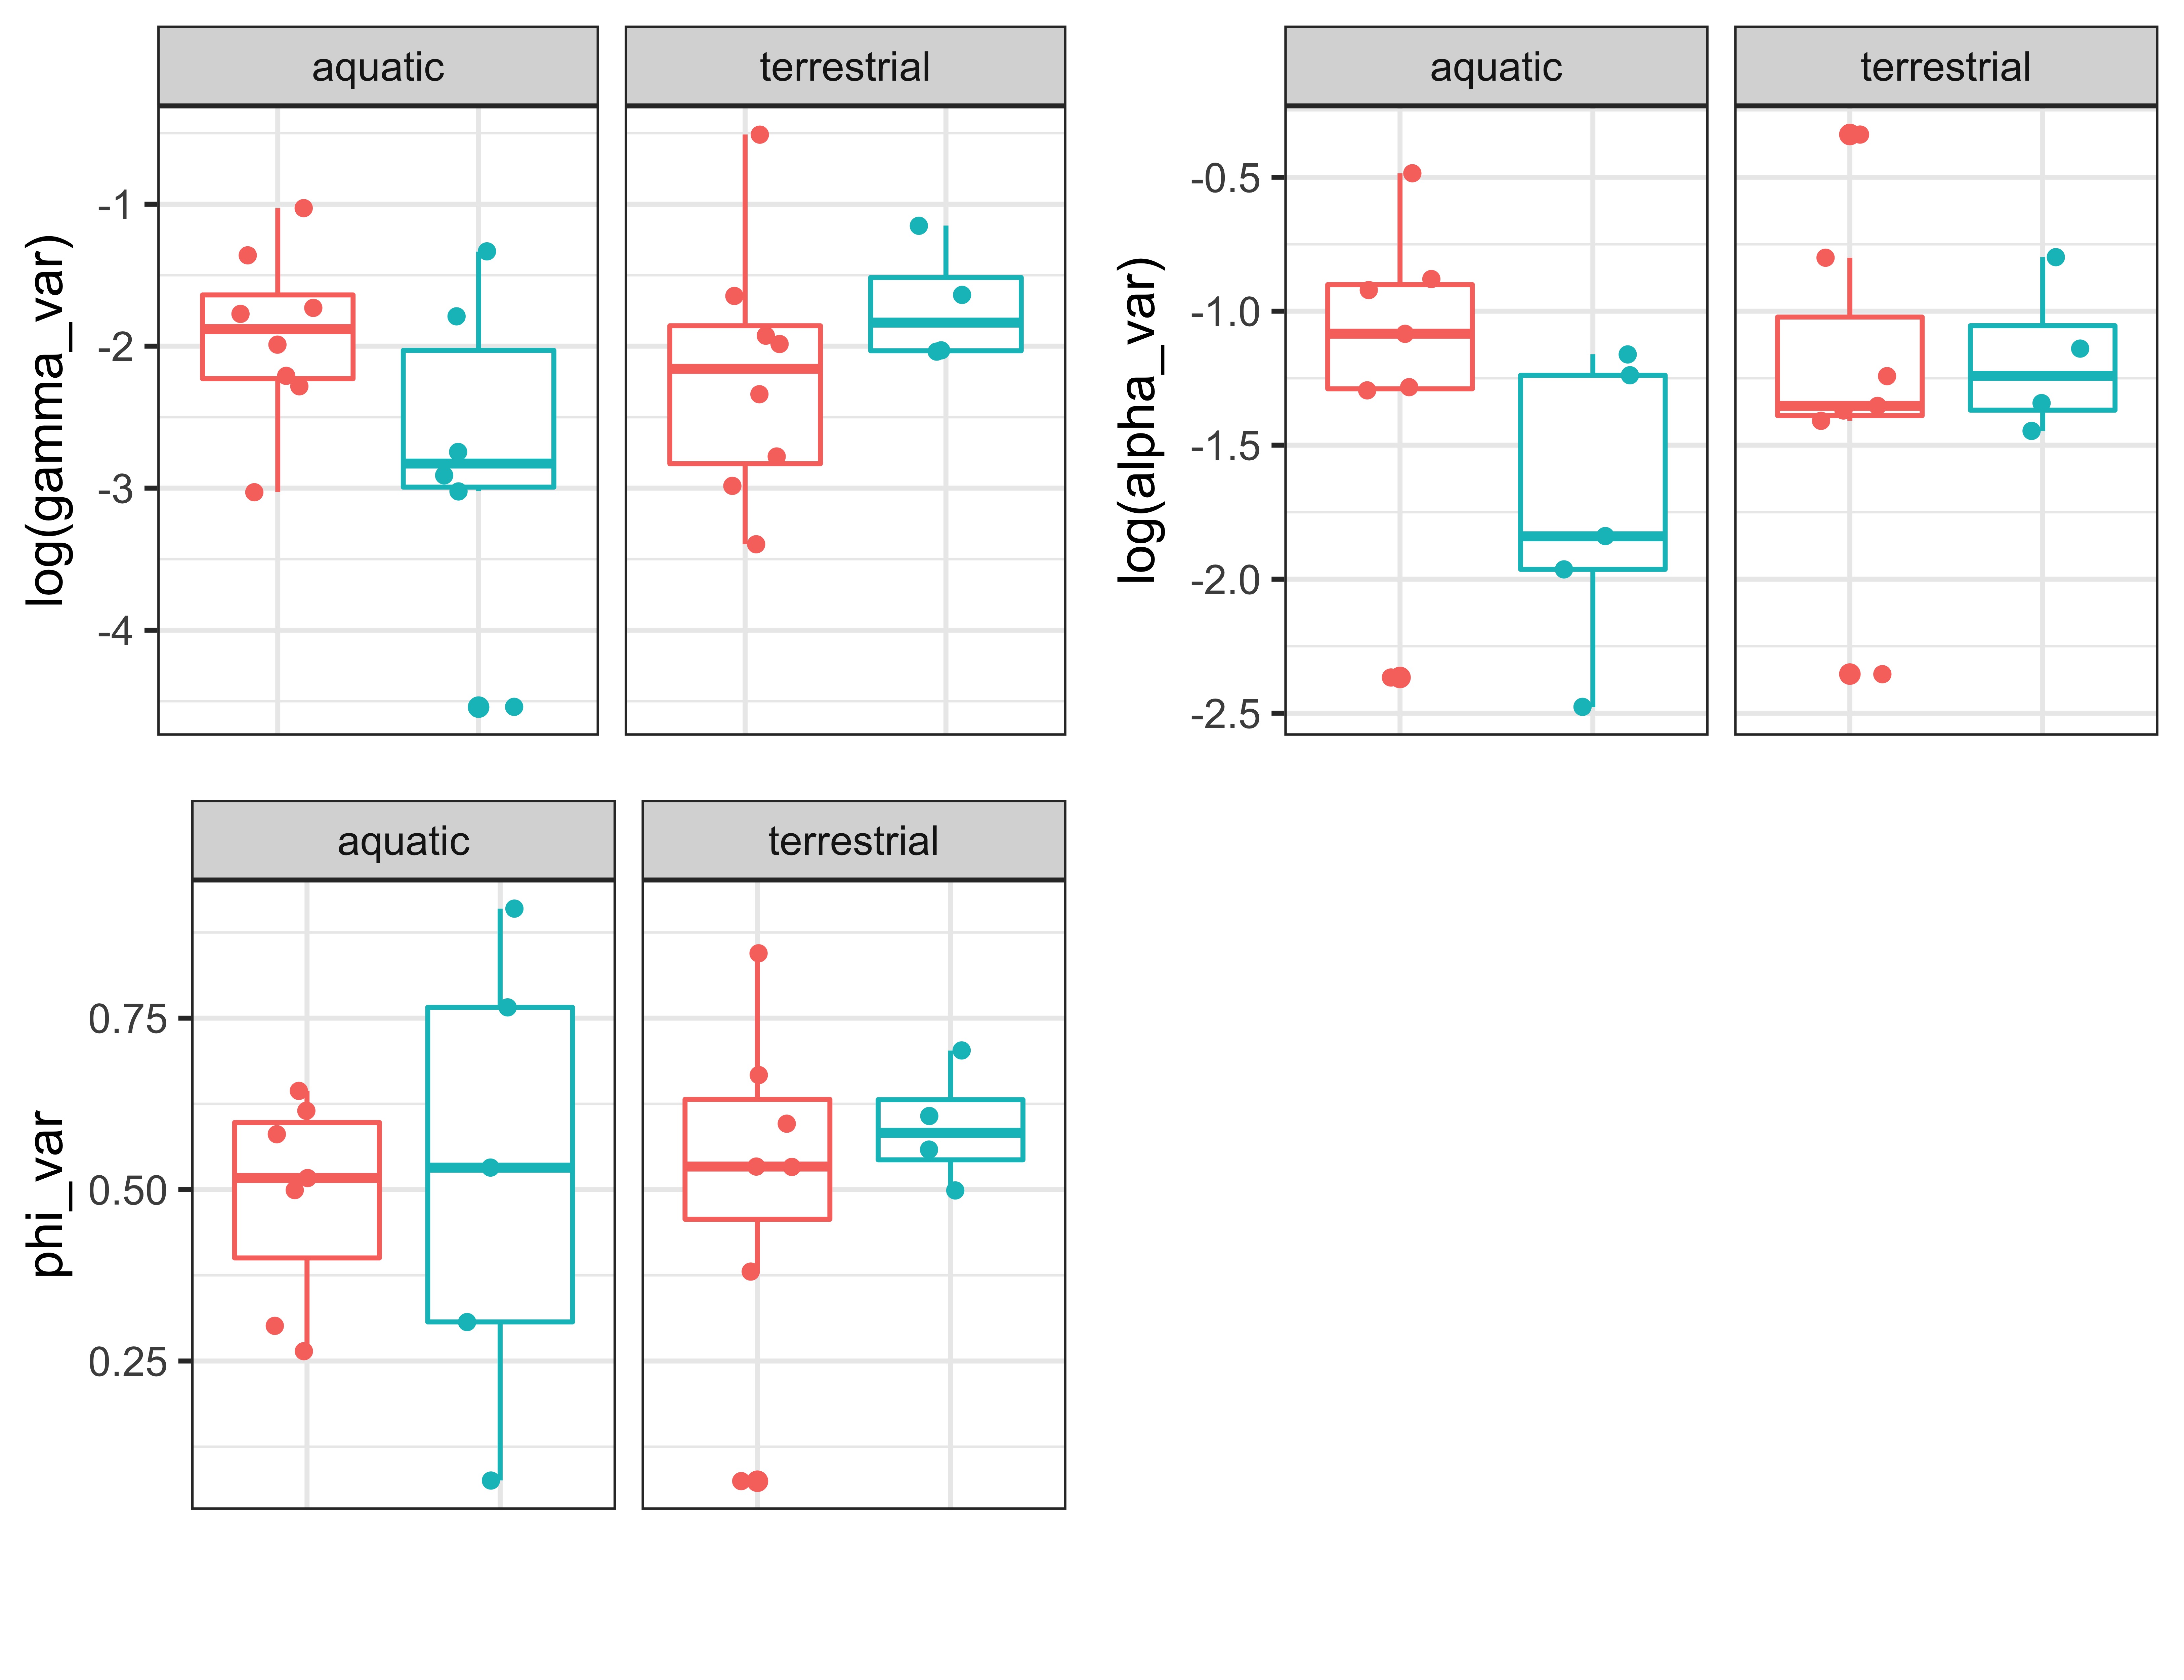 aquatic terrestrial
log(gamma_var)
-1
-2
-3
-4
aquatic terrestrial
log(alpha_var)
-0.5
-1.0
-1.5
-2.0
-2.5
aquatic terrestrial
phi_var
0.75
0.50
0.25